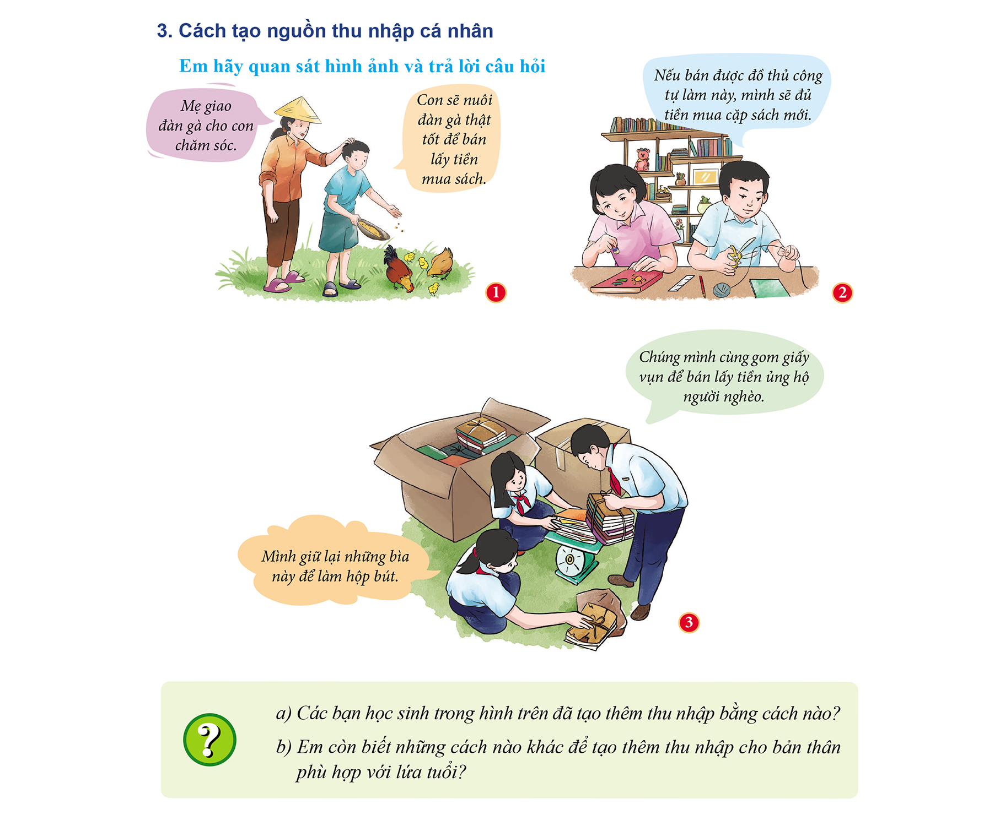 3. Cách tạo nguồn thu nhập cá nhân
Em hãy quan sát hình ảnh và trả lời câu hỏi
Mẹ giao
đàn gà cho con
chăm sóc.
Con sẽ nuôi
đàn gà thật
tốt để bán
lấy tiền
mua sách.
1
Nếu bán được đồ thủ công
tự làm này, mình sẽ đủ
tiền mua cặp sách mới.
2
Chúng mình cùng gom giấy
vụn để bán lấy tiền ủng hộ
người nghèo.
Mình giữ lại những bìa
này để làm hộp bút.
3
?
a) Các bạn học sinh trong hình trên đã tạo thêm thu nhập bằng cách nào?
b) Em còn biết những cách nào khác để tạo thêm thu nhập cho bản thân
phù hợp với lứa tuổi?